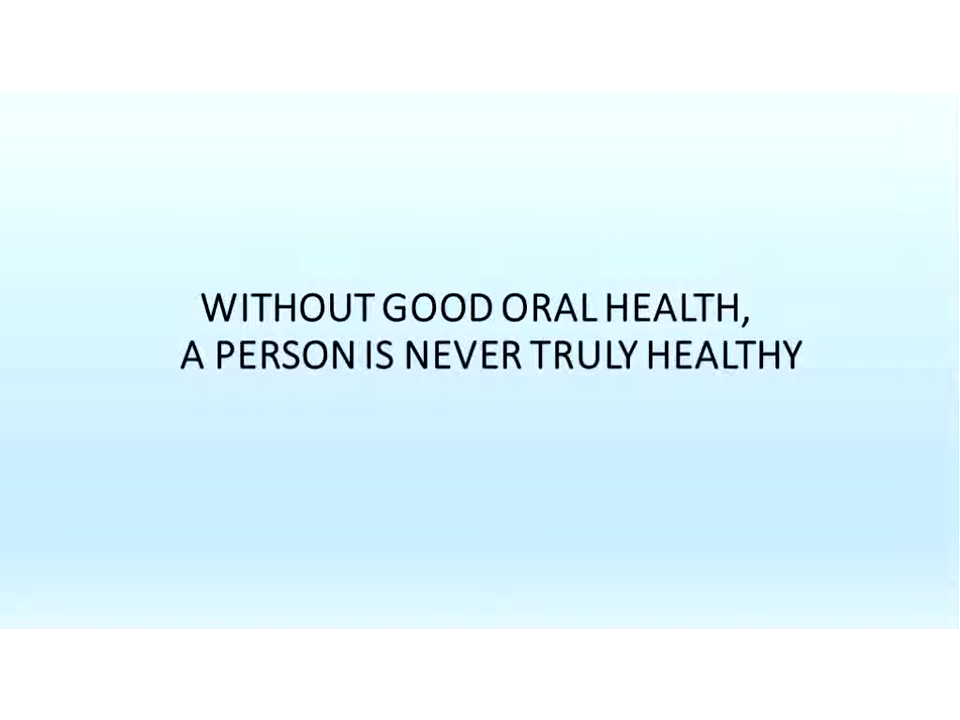 WITHOUT GOOD ORAL HEALTH,
A PERSON IS NEVER TRULY HEALTHY